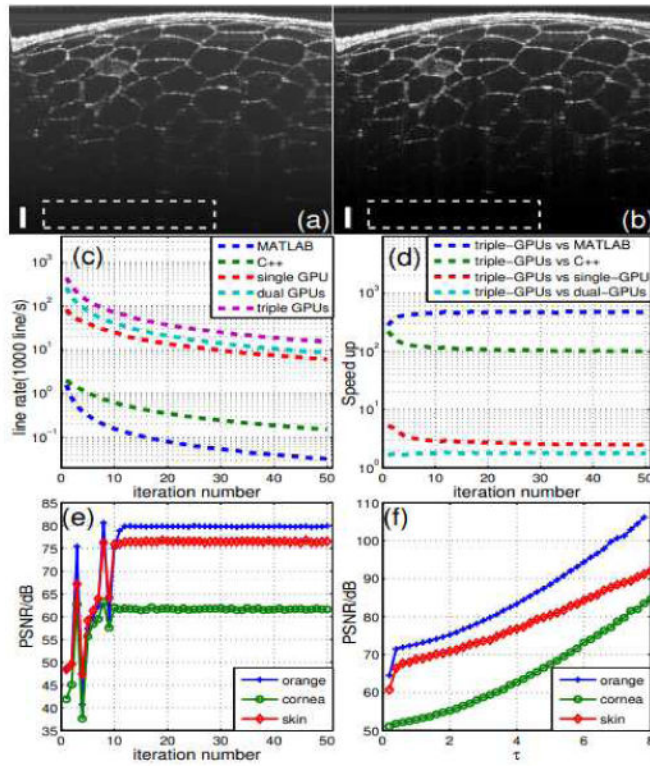 (a)
(b)
(c)
MATLAB
C++
single GPU
dual GPUs
triple GPUs
line rate(1000 line/s)
10³
10²
10¹
10⁰
10⁻¹
0 10 20 30 40 50
iteration number
(d)
triple-GPUs vs MATLAB
triple-GPUs vs C++
triple-GPUs vs single-GPU
triple-GPUs vs dual-GPUs
Speed up
10³
10²
10¹
10⁰
0 10 20 30 40 50
iteration number
(e)
PSNR/dB
85
80
75
70
65
60
55
50
45
40
35
orange
cornea
skin
0 10 20 30 40 50
iteration number
(f)
PSNR/dB
110
100
90
80
70
60
50
orange
cornea
skin
0 2 4 6 8
τ